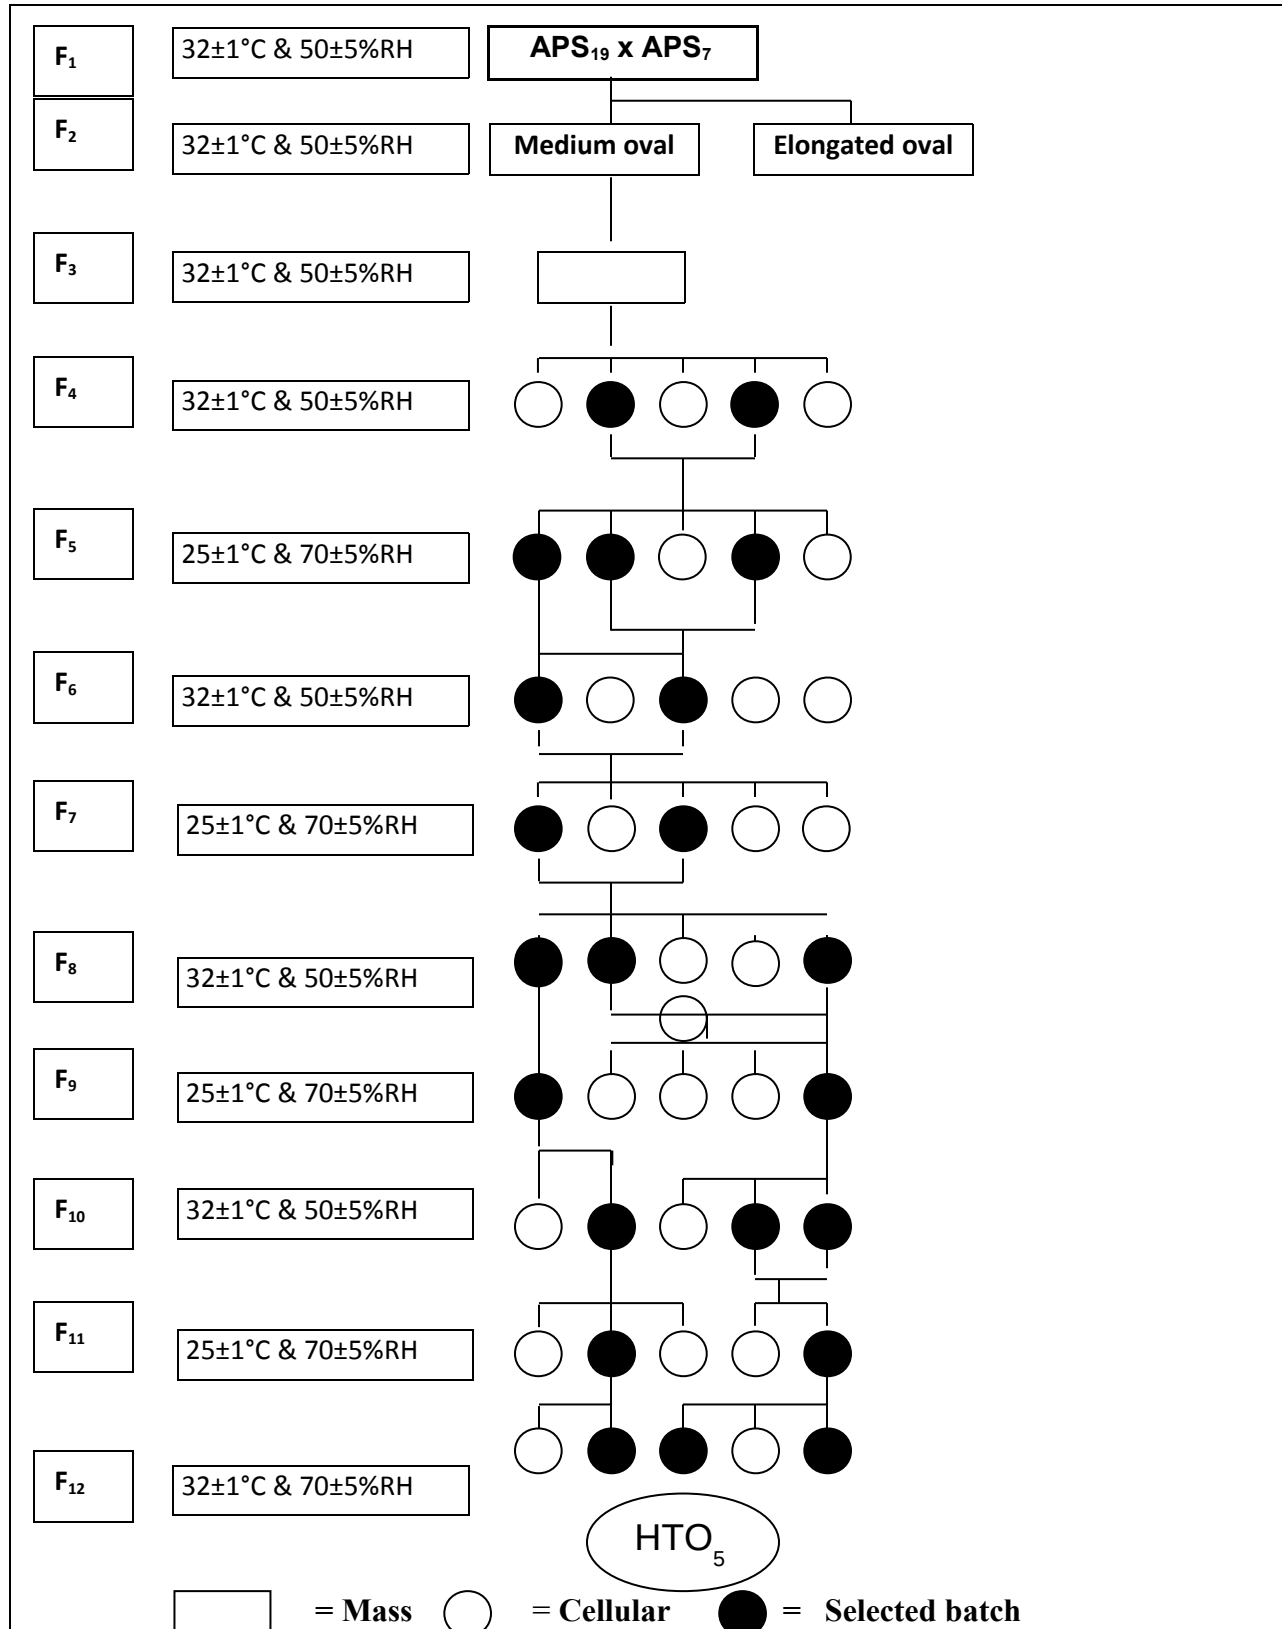 F₁ 32±1°C & 50±5%RH APS₁₉ x APS₇
F₂ 32±1°C & 50±5%RH Medium oval Elongated oval
F₃ 32±1°C & 50±5%RH
F₄ 32±1°C & 50±5%RH
F₅ 25±1°C & 70±5%RH
F₆ 32±1°C & 50±5%RH
F₇ 25±1°C & 70±5%RH
F₈ 32±1°C & 50±5%RH
F₉ 25±1°C & 70±5%RH
F₁₀ 32±1°C & 50±5%RH
F₁₁ 25±1°C & 70±5%RH
F₁₂ 32±1°C & 70±5%RH
HTO₅
= Mass = Cellular = Selected batch